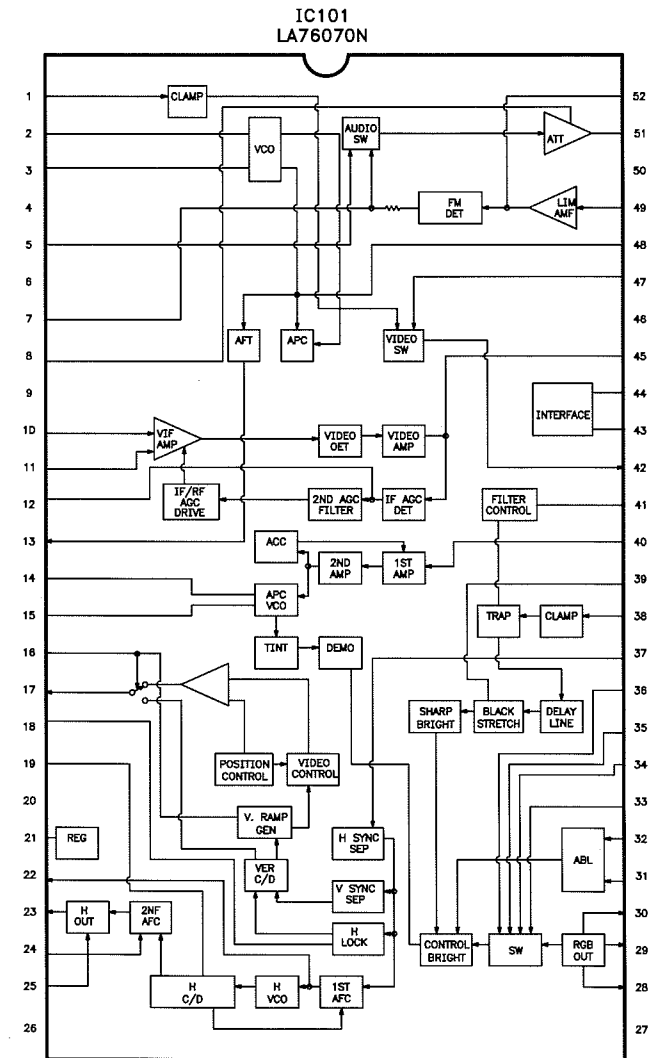 IC101
LA76070N
1 CLAMP 52
2 VCO AUDIO SW ATT 51
3 50
4 FM DET LIM AMF 49
5 48
6 47
7 AFT APC VIDEO SW 46
8 45
9 INTERFACE 44
10 VIF AMP VIDEO OET VIDEO AMP 43
11 42
12 IF/RF AGC DRIVE 2ND AGC FILTER IF AGC DET FILTER CONTROL 41
13 ACC 2ND AMP 1ST AMP 40
14 APC VCO 39
15 TRAP CLAMP 38
16 TINT DEMO 37
17 36
18 SHARP BRIGHT BLACK STRETCH DELAY LINE 35
19 POSITION CONTROL VIDEO CONTROL 34
20 V. RAMP GEN 33
21 REG H SYNC SEP ABL 32
22 VER C/D V SYNC SEP 31
23 H OUT 2NF AFC H LOCK 30
24 CONTROL BRIGHT SW RGB OUT 29
25 H C/D H VCO 1ST AFC 28
26 27